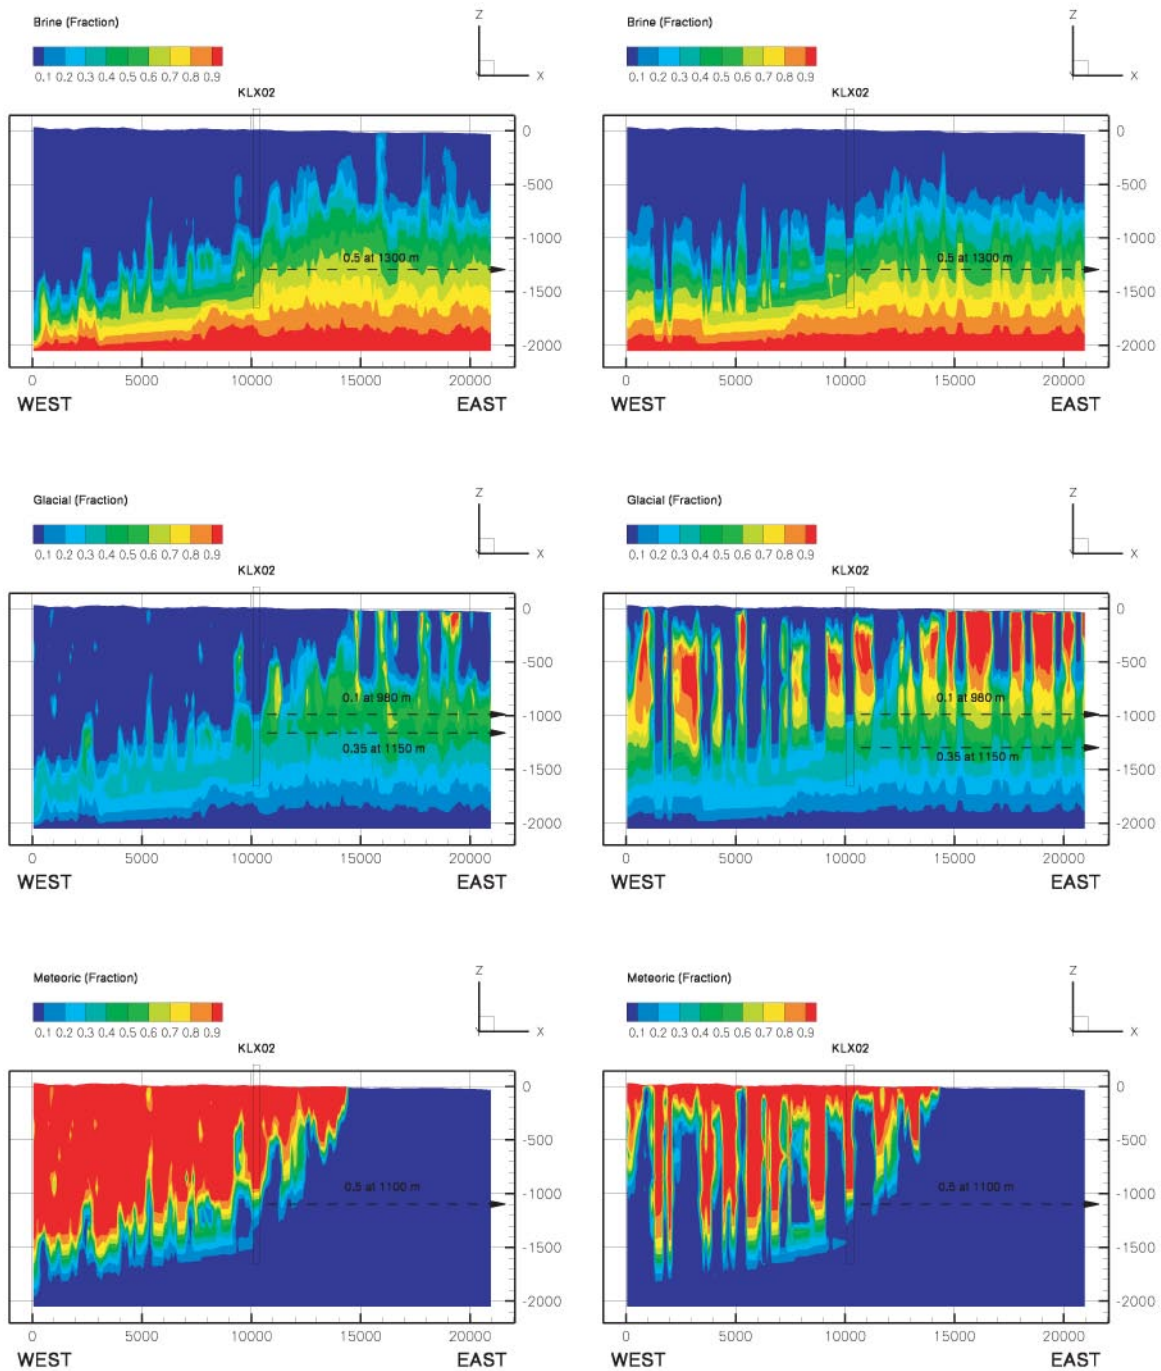 Brine (Fraction)
0.1 0.2 0.3 0.4 0.5 0.6 0.7 0.8 0.9
Z
X
KLX02
0
-500
-1000
0.5 at 1300 m
-1500
-2000
0 5000 10000 15000 20000
WEST EAST
Brine (Fraction)
0.1 0.2 0.3 0.4 0.5 0.6 0.7 0.8 0.9
Z
X
KLX02
0
-500
-1000
0.5 at 1300 m
-1500
-2000
0 5000 10000 15000 20000
WEST EAST
Glacial (Fraction)
0.1 0.2 0.3 0.4 0.5 0.6 0.7 0.8 0.9
Z
X
KLX02
0
-500
0.1 at 980 m
-1000
0.35 at 1150 m
-1500
-2000
0 5000 10000 15000 20000
WEST EAST
Glacial (Fraction)
0.1 0.2 0.3 0.4 0.5 0.6 0.7 0.8 0.9
Z
X
KLX02
0
-500
0.1 at 980 m
-1000
0.35 at 1150 m
-1500
-2000
0 5000 10000 15000 20000
WEST EAST
Meteoric (Fraction)
0.1 0.2 0.3 0.4 0.5 0.6 0.7 0.8 0.9
Z
X
KLX02
0
-500
0.5 at 1100 m
-1000
-1500
-2000
0 5000 10000 15000 20000
WEST EAST
Meteoric (Fraction)
0.1 0.2 0.3 0.4 0.5 0.6 0.7 0.8 0.9
Z
X
KLX02
0
-500
0.5 at 1100 m
-1000
-1500
-2000
0 5000 10000 15000 20000
WEST EAST